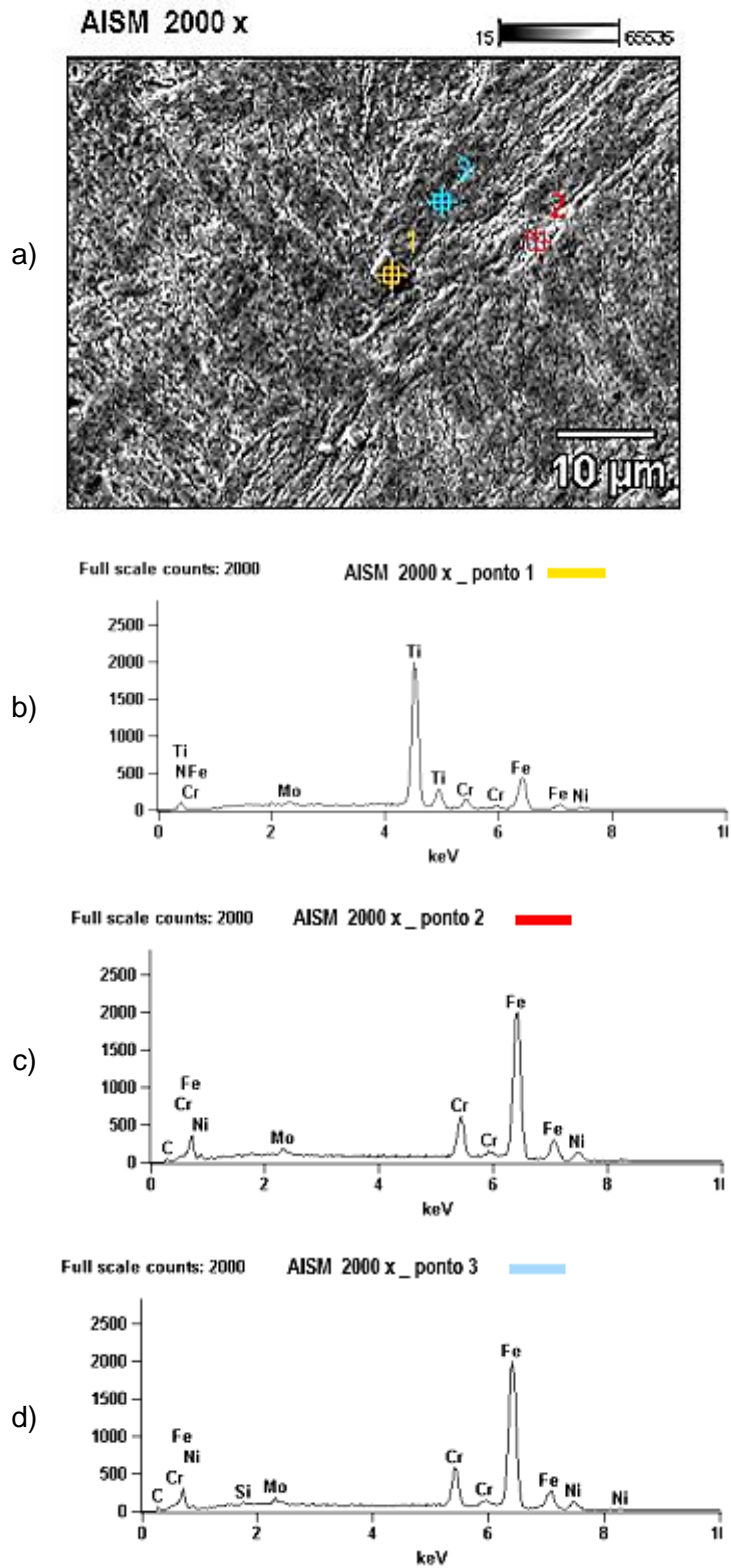 AISM 2000 x
15 65535
a)
3
2
1
10 µm
Full scale counts: 2000 AISM 2000 x _ ponto 1
b)
2500
2000
1500
1000
500
0
Ti
Ti
N Fe
Cr
Mo
Ti
Cr
Cr
Fe
Fe
Ni
0 2 4 6 8 10
keV
Full scale counts: 2000 AISM 2000 x _ ponto 2
c)
2500
2000
1500
1000
500
0
Fe
Fe
Cr
Ni
C
Mo
Cr
Cr
Fe
Ni
0 2 4 6 8 10
keV
Full scale counts: 2000 AISM 2000 x _ ponto 3
d)
2500
2000
1500
1000
500
0
Fe
Fe
Ni
Cr
C
Si
Mo
Cr
Cr
Fe
Ni
Ni
0 2 4 6 8 10
keV